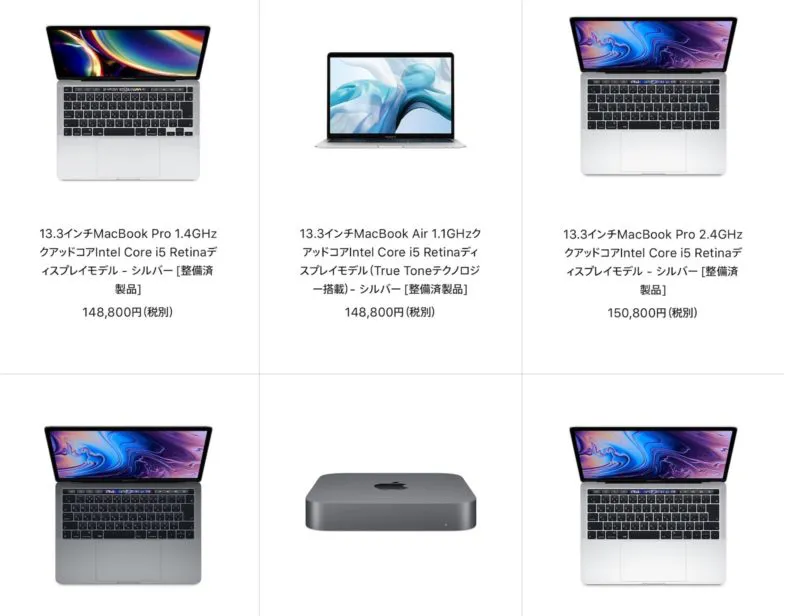 13.3インチMacBook Pro 1.4GHz
クアッドコアIntel Core i5 Retinaデ
ィスプレイモデル - シルバー [整備済
製品]
148,800円(税別)
13.3インチMacBook Air 1.1GHzク
アッドコアIntel Core i5 Retinaディ
スプレイモデル(True Toneテクノロジ
ー搭載)- シルバー [整備済製品]
148,800円(税別)
13.3インチMacBook Pro 2.4GHz
クアッドコアIntel Core i5 Retinaデ
ィスプレイモデル - シルバー [整備済
製品]
150,800円(税別)